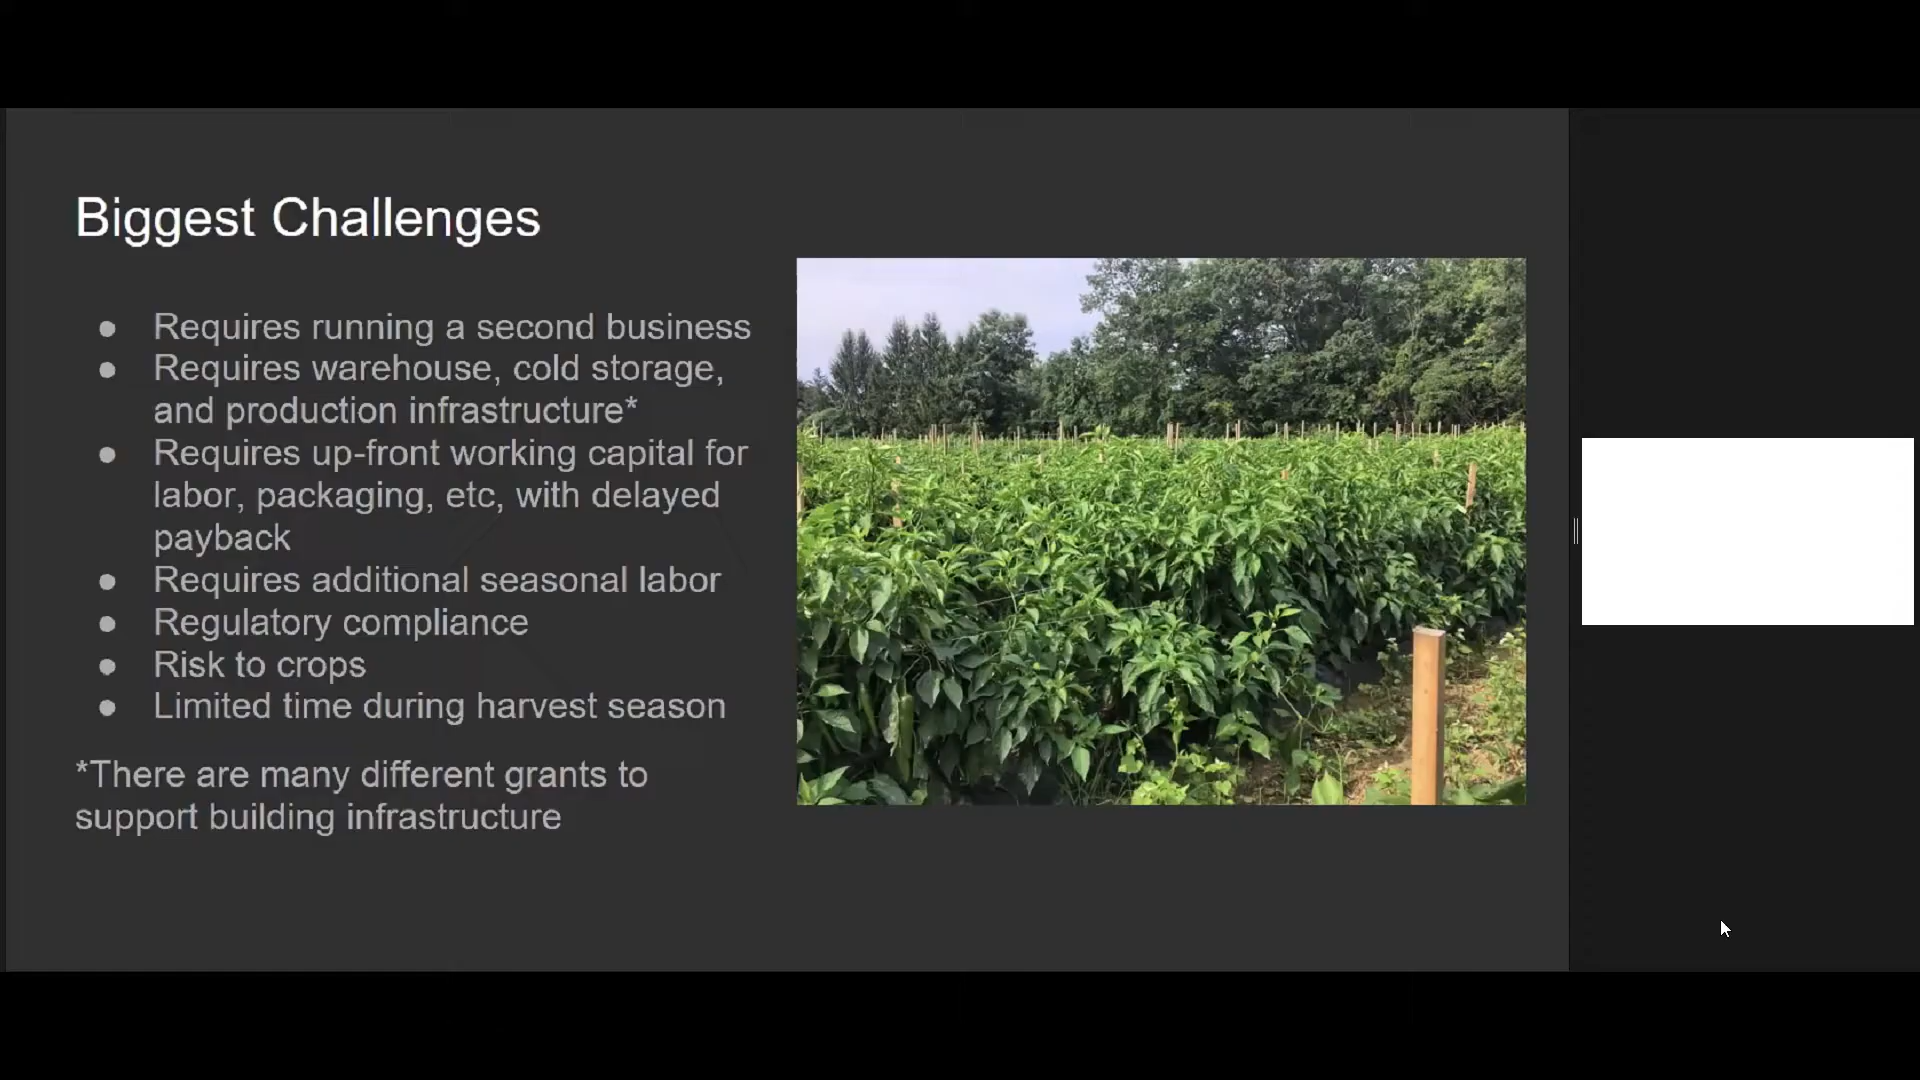 Biggest Challenges
● Requires running a second business
● Requires warehouse, cold storage,
and production infrastructure*
● Requires up-front working capital for
labor, packaging, etc, with delayed
payback
● Requires additional seasonal labor
● Regulatory compliance
● Risk to crops
● Limited time during harvest season
*There are many different grants to
support building infrastructure